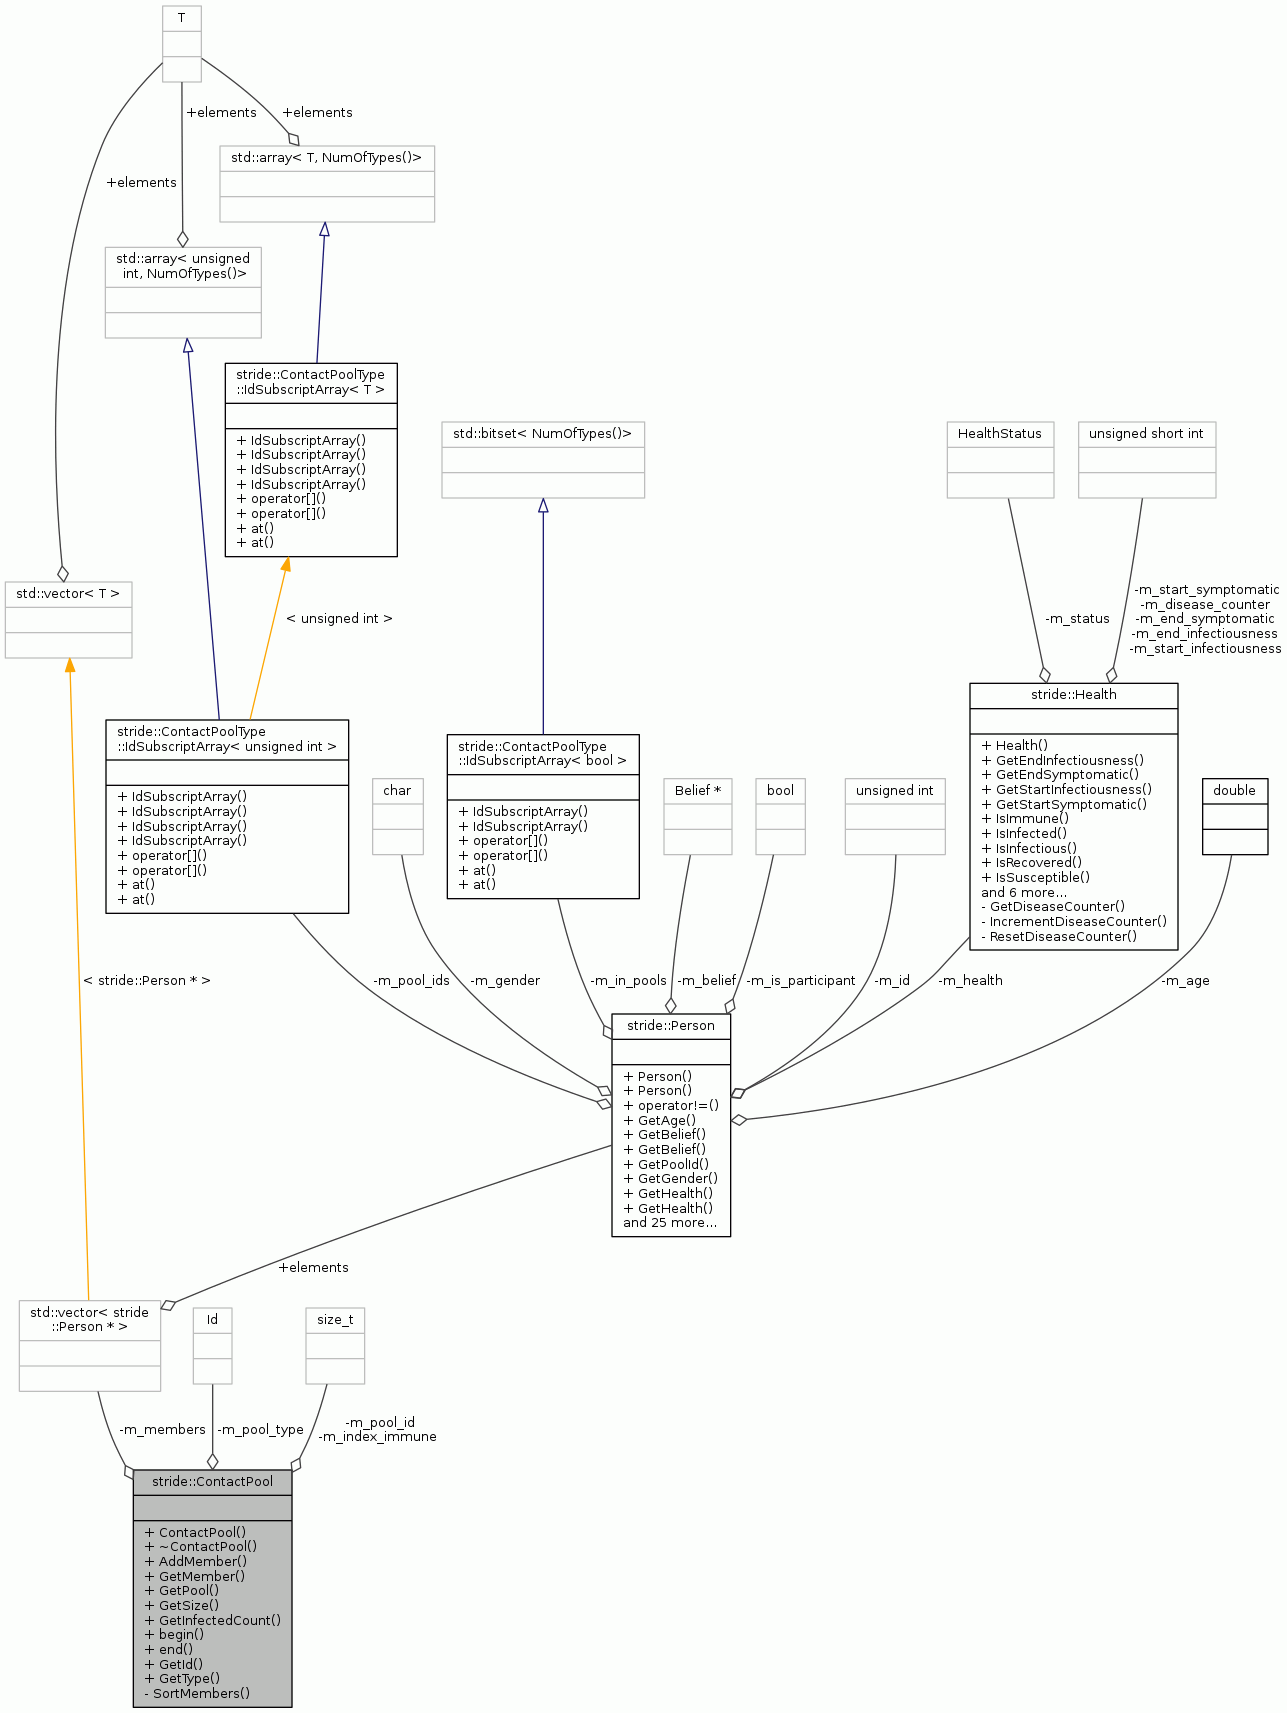 T
+elements
+elements
std::array< T, NumOfTypes()>
+elements
std::array< unsigned
int, NumOfTypes()>
stride::ContactPoolType
::IdSubscriptArray< T >
+ IdSubscriptArray()
+ IdSubscriptArray()
+ IdSubscriptArray()
+ IdSubscriptArray()
+ operator[]()
+ operator[]()
+ at()
+ at()
std::bitset< NumOfTypes()>
HealthStatus
unsigned short int
std::vector< T >
< unsigned int >
-m_status
-m_start_symptomatic
-m_disease_counter
-m_end_symptomatic
-m_end_infectiousness
-m_start_infectiousness
stride::Health
+ Health()
+ GetEndInfectiousness()
+ GetEndSymptomatic()
+ GetStartInfectiousness()
+ GetStartSymptomatic()
+ IsImmune()
+ IsInfected()
+ IsInfectious()
+ IsRecovered()
+ IsSusceptible()
and 6 more...
- GetDiseaseCounter()
- IncrementDiseaseCounter()
- ResetDiseaseCounter()
stride::ContactPoolType
::IdSubscriptArray< unsigned int >
+ IdSubscriptArray()
+ IdSubscriptArray()
+ IdSubscriptArray()
+ IdSubscriptArray()
+ operator[]()
+ operator[]()
+ at()
+ at()
char
stride::ContactPoolType
::IdSubscriptArray< bool >
+ IdSubscriptArray()
+ IdSubscriptArray()
+ operator[]()
+ operator[]()
+ at()
+ at()
Belief *
bool
unsigned int
double
< stride::Person * >
-m_pool_ids
-m_gender
-m_in_pools
-m_belief
-m_is_participant
-m_id
-m_health
-m_age
stride::Person
+ Person()
+ Person()
+ operator!=()
+ GetAge()
+ GetBelief()
+ GetBelief()
+ GetPoolId()
+ GetGender()
+ GetHealth()
+ GetHealth()
and 25 more...
+elements
std::vector< stride
::Person * >
Id
size_t
-m_members
-m_pool_type
-m_pool_id
-m_index_immune
stride::ContactPool
+ ContactPool()
+ ~ContactPool()
+ AddMember()
+ GetMember()
+ GetPool()
+ GetSize()
+ GetInfectedCount()
+ begin()
+ end()
+ GetId()
+ GetType()
- SortMembers()